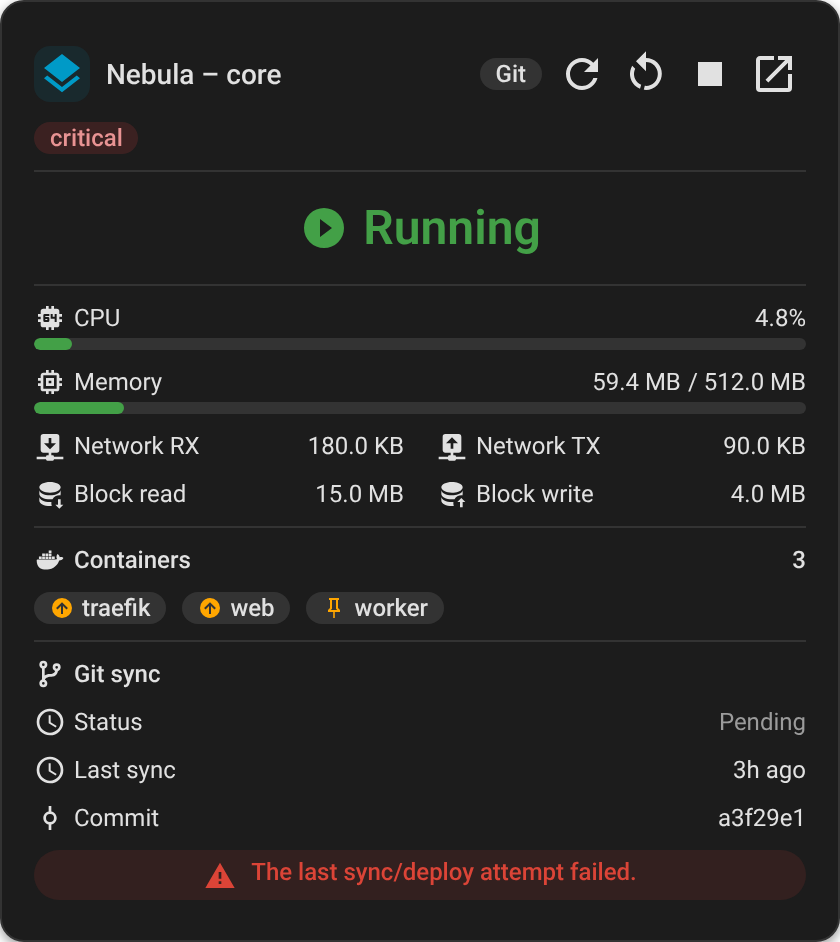 Nebula – core
Git
critical
Running
64 CPU 4.8%
Memory 59.4 MB / 512.0 MB
Network RX 180.0 KB Network TX 90.0 KB
Block read 15.0 MB Block write 4.0 MB
Containers 3
traefik web worker
Git sync
Status Pending
Last sync 3h ago
Commit a3f29e1
The last sync/deploy attempt failed.